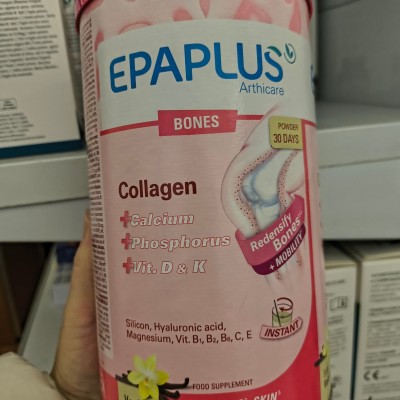 EPAPLUS
Arthicare
BONES
POWDER
30 DAYS
Collagen
+Calcium
+Phosphorus
+Vit. D & K
Redensify
Bones
+ MOBILITY
Silicon, Hyaluronic acid,
Magnesium, Vit. B1, B2, B6, C, E
INSTANT
FOOD SUPPLEMENT
SKIN